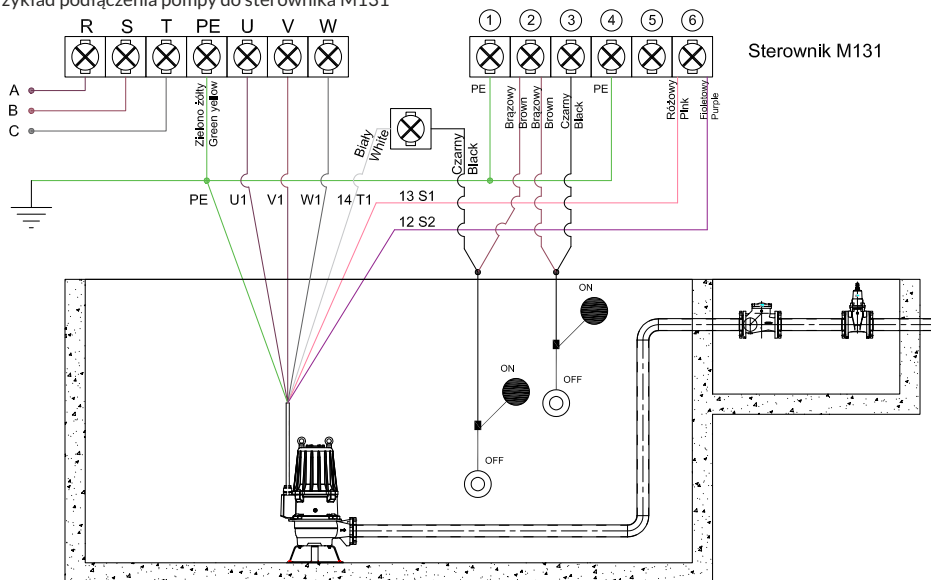 zykład podłączenia pompy do sterownika M131
R S T PE U V W
1 2 3 4 5 6
Sterownik M131
A
B
C
Zielono żółty
Green yellow
PE
Brązowy
Brown
Brązowy
Brown
Czarny
Black
PE
Różowy
Pink
Fioletowy
Purple
Biały
White
Czarny
Black
PE U1 V1 W1 14 T1
13 S1
12 S2
ON
OFF
ON
OFF